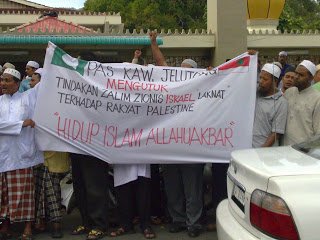 PAS KAW. JELUTONG
MENGUTUK
TINDAKAN ZALIM ZIONIS ISRAEL LAKNAT
TERHADAP RAKYAT PALESTINE
"HIDUP ISLAM ALLAHUAKBAR"